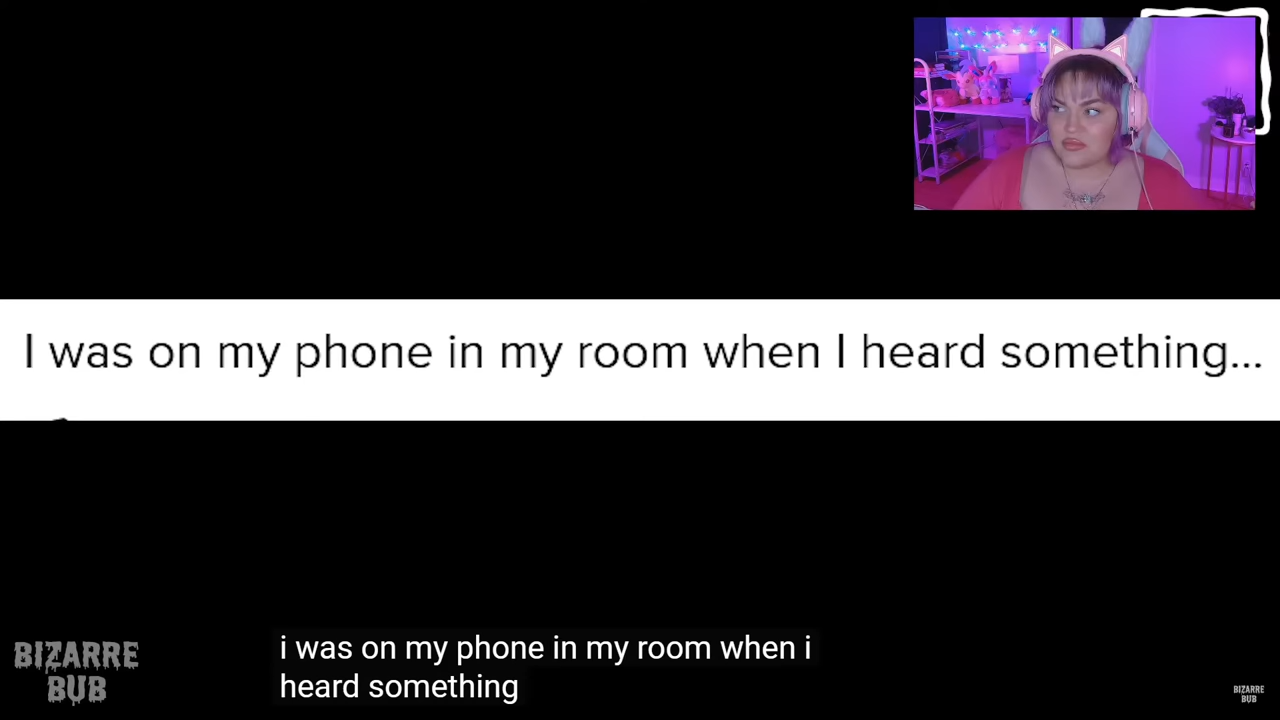 I was on my phone in my room when I heard something...
i was on my phone in my room when i
heard something
BIZARRE
BUB
BIZARRE
BUB